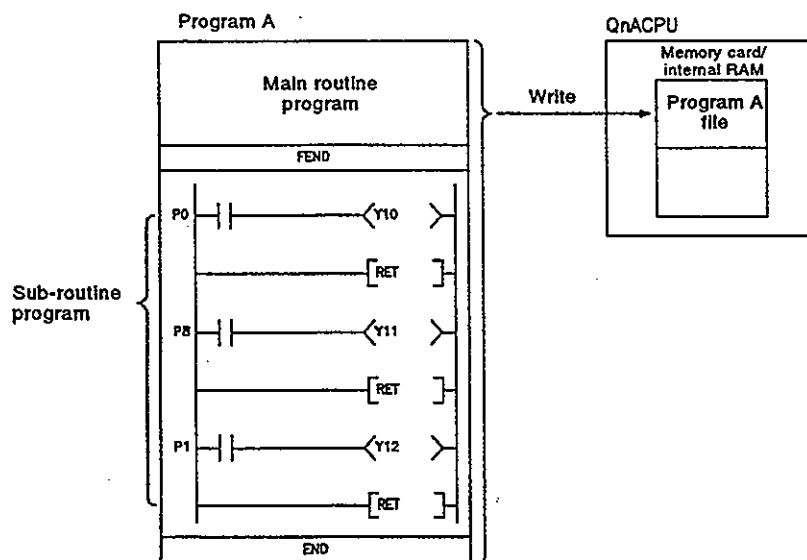 Program A
Main routine
program
FEND
P0
Y10
RET
Sub-routine
program
P8
Y11
RET
P1
Y12
RET
END
Write
QnACPU
Memory card/
internal RAM
Program A
file